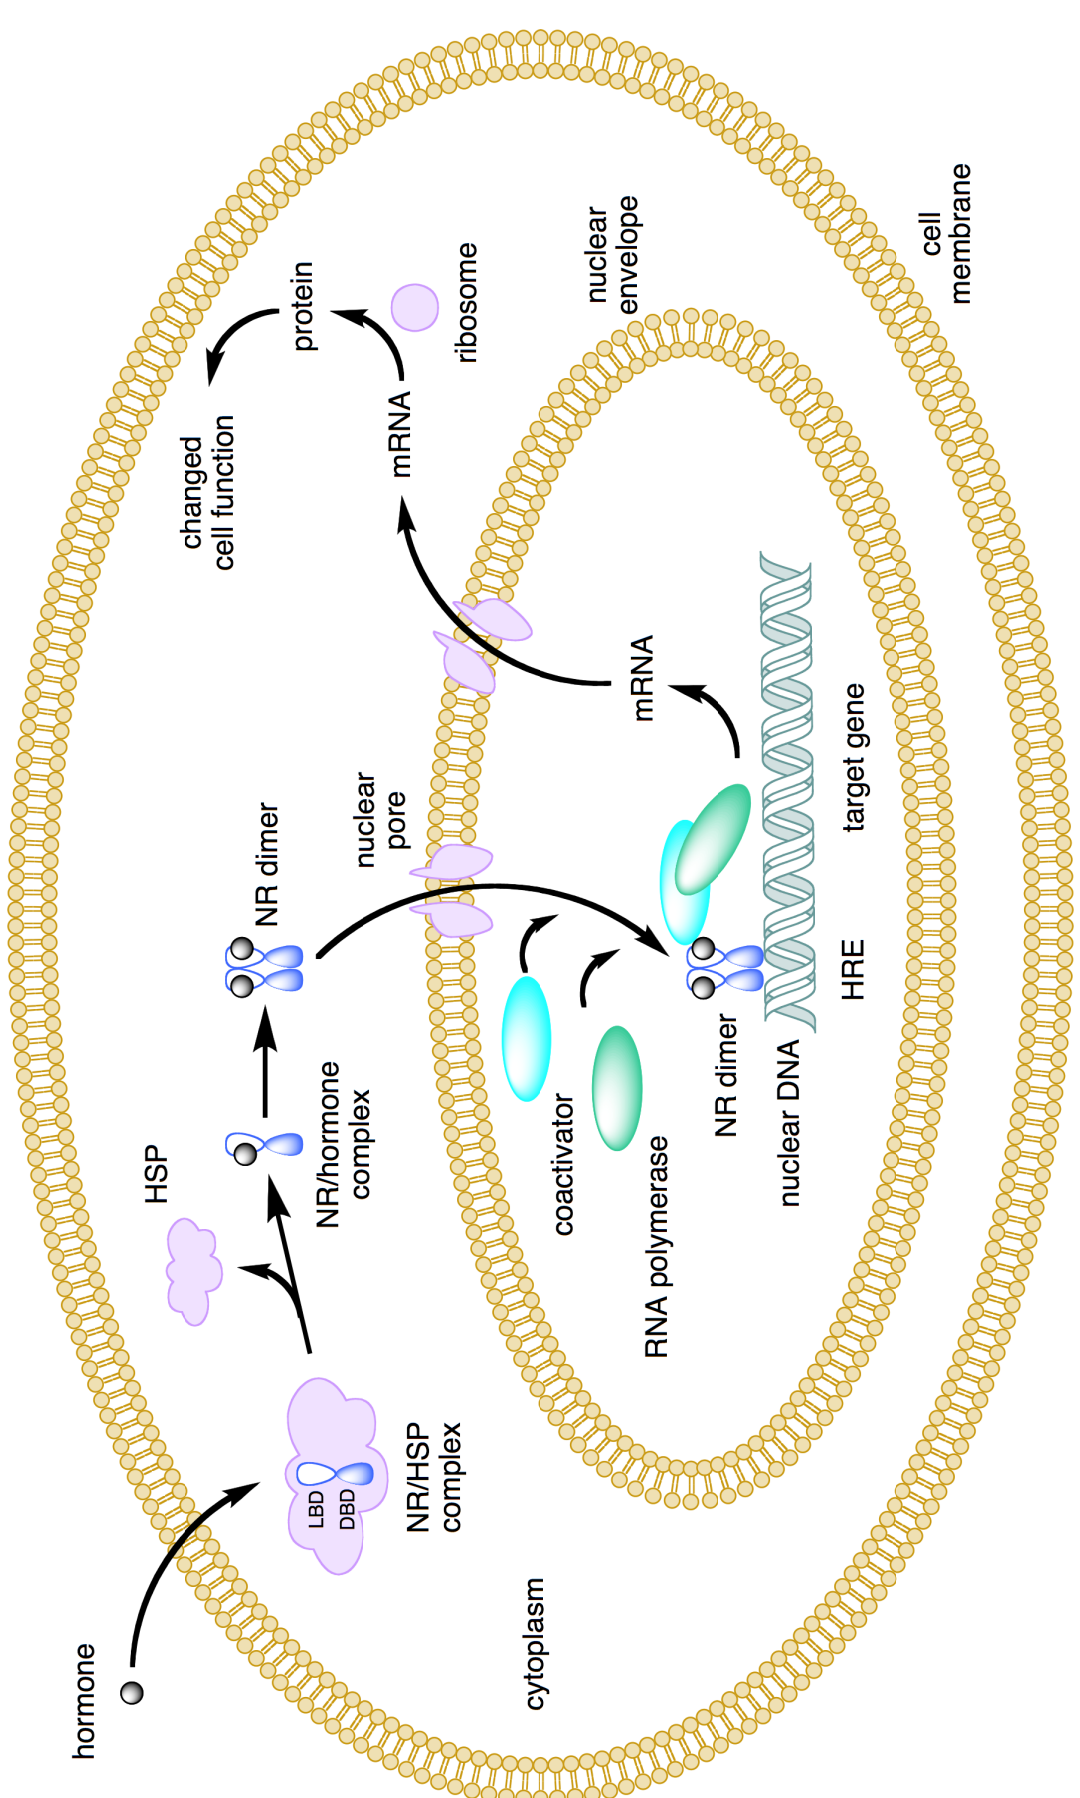 hormone
LBD
DBD
NR/HSP
complex
HSP
NR/hormone
complex
NR dimer
nuclear
pore
changed
cell function
protein
mRNA
ribosome
nuclear
envelope
cell
membrane
cytoplasm
coactivator
RNA polymerase
NR dimer
nuclear DNA
HRE
target gene
mRNA